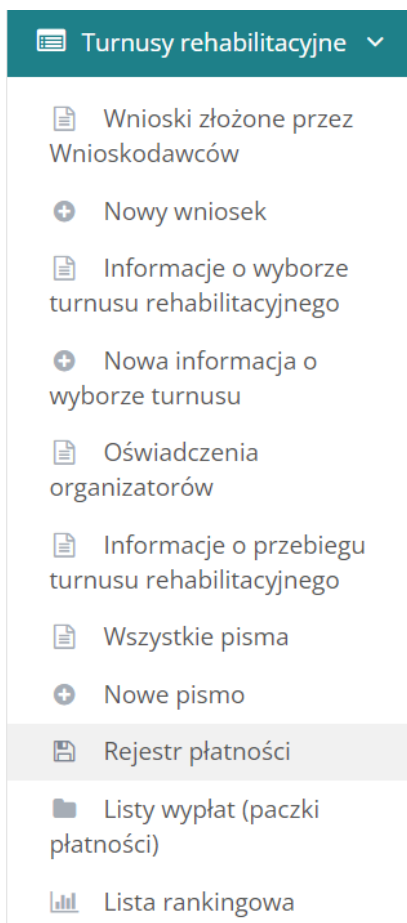 Turnusy rehabilitacyjne
Wnioski złożone przez
Wnioskodawców
Nowy wniosek
Informacje o wyborze
turnusu rehabilitacyjnego
Nowa informacja o
wyborze turnusu
Oświadczenia
organizatorów
Informacje o przebiegu
turnusu rehabilitacyjnego
Wszystkie pisma
Nowe pismo
Rejestr płatności
Listy wypłat (paczki
płatności)
Lista rankingowa